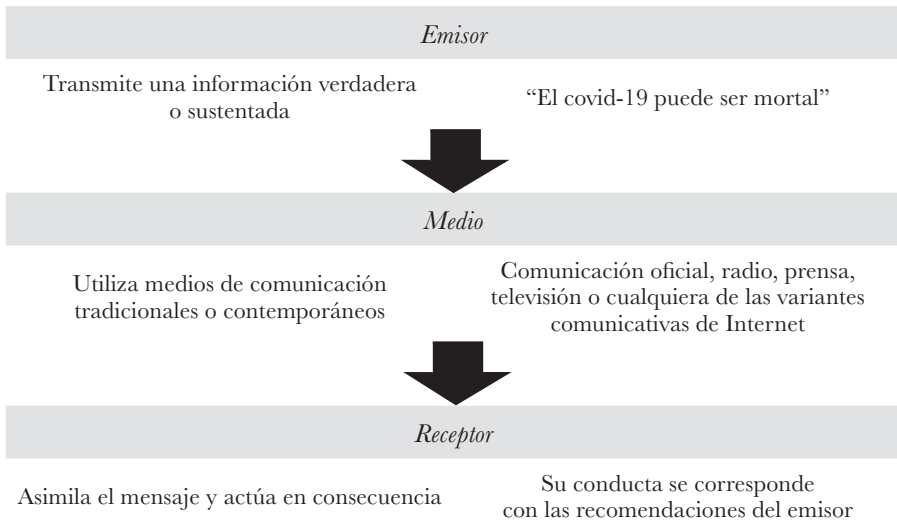 Emisor
Transmite una información verdadera
o sustentada
“El covid-19 puede ser mortal”
Medio
Utiliza medios de comunicación
tradicionales o contemporáneos
Comunicación oficial, radio, prensa,
televisión o cualquiera de las variantes
comunicativas de Internet
Receptor
Asimila el mensaje y actúa en consecuencia
Su conducta se corresponde
con las recomendaciones del emisor